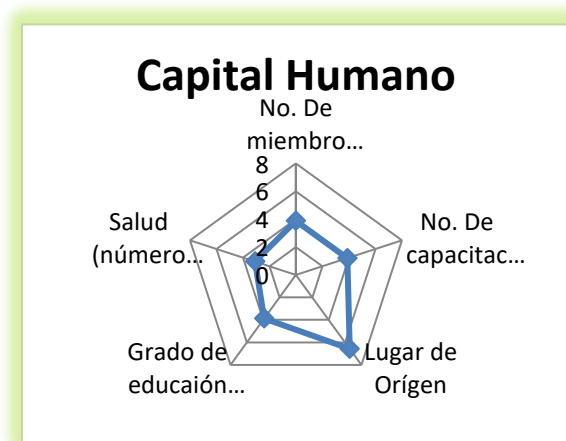 Capital Humano
No. De
miembro...
8
6
4
2
0
No. De
capacitac...
Lugar de
Orígen
Grado de
educaión...
Salud
(número...